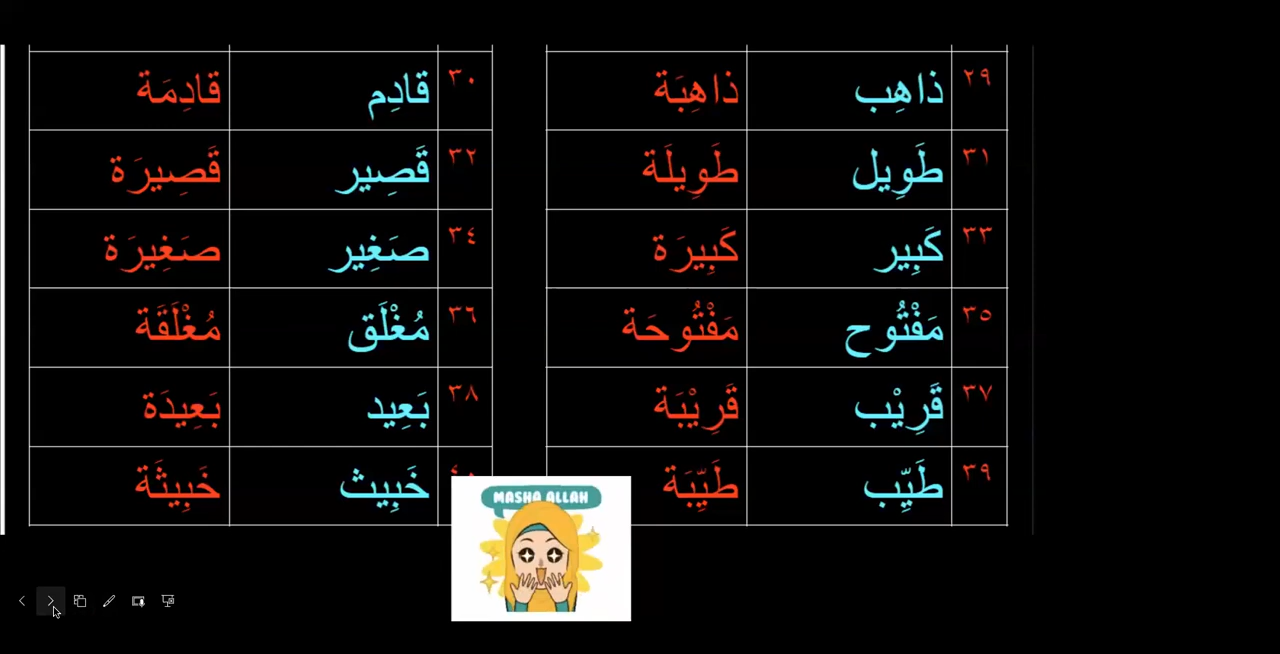 ٢٩ ذاهِب ذاهِبَة ٣٠ قادِم قادِمَة
٣١ طَوِيل طَوِيلَة ٣٢ قَصِير قَصِيرَة
٣٣ كَبِير كَبِيرَة ٣٤ صَغِير صَغِيرَة
٣٥ مَفْتُوح مَفْتُوحَة ٣٦ مُغْلَق مُغْلَقَة
٣٧ قَرِيْب قَرِيْبَة ٣٨ بَعِيد بَعِيدَة
٣٩ طَيِّب طَيِّبَة خَبِيث خَبِيثَة
MASHA ALLAH